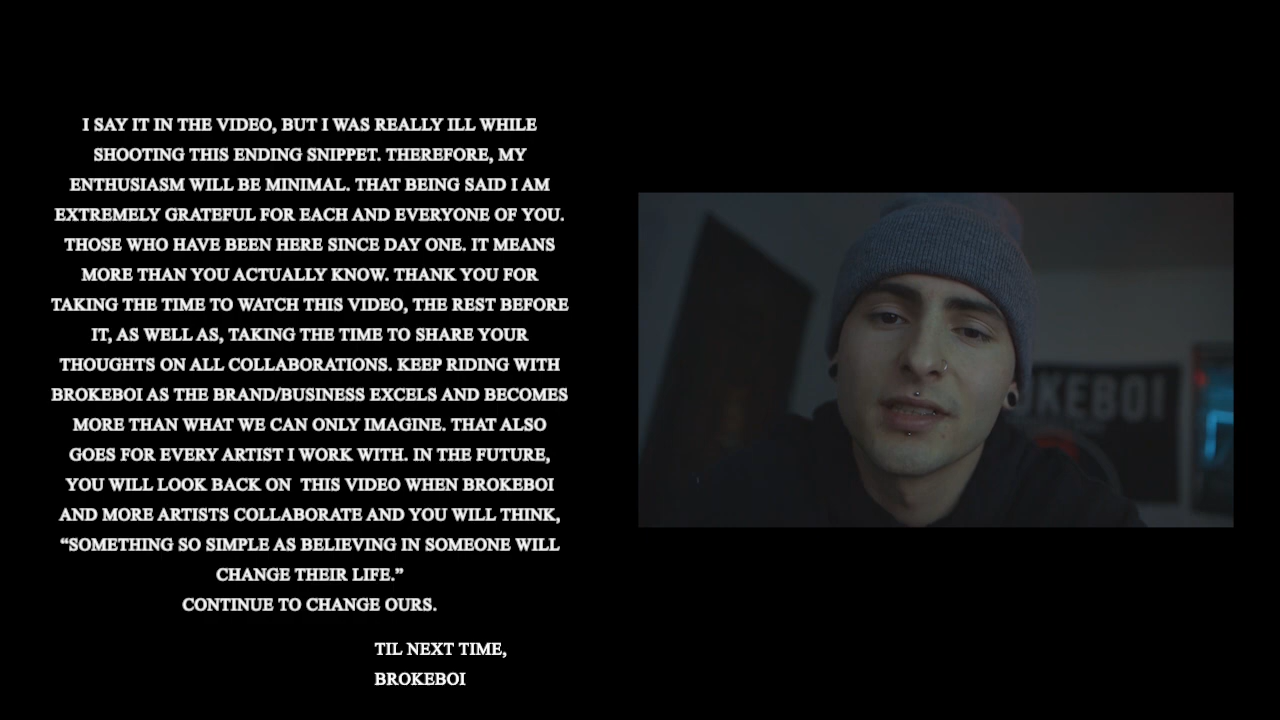 I SAY IT IN THE VIDEO, BUT I WAS REALLY ILL WHILE
SHOOTING THIS ENDING SNIPPET. THEREFORE, MY
ENTHUSIASM WILL BE MINIMAL. THAT BEING SAID I AM
EXTREMELY GRATEFUL FOR EACH AND EVERYONE OF YOU.
THOSE WHO HAVE BEEN HERE SINCE DAY ONE. IT MEANS
MORE THAN YOU ACTUALLY KNOW. THANK YOU FOR
TAKING THE TIME TO WATCH THIS VIDEO, THE REST BEFORE
IT, AS WELL AS, TAKING THE TIME TO SHARE YOUR
THOUGHTS ON ALL COLLABORATIONS. KEEP RIDING WITH
BROKEBOI AS THE BRAND/BUSINESS EXCELS AND BECOMES
MORE THAN WHAT WE CAN ONLY IMAGINE. THAT ALSO
GOES FOR EVERY ARTIST I WORK WITH. IN THE FUTURE,
YOU WILL LOOK BACK ON  THIS VIDEO WHEN BROKEBOI
AND MORE ARTISTS COLLABORATE AND YOU WILL THINK,
“SOMETHING SO SIMPLE AS BELIEVING IN SOMEONE WILL
CHANGE THEIR LIFE.”
CONTINUE TO CHANGE OURS.
TIL NEXT TIME,
BROKEBOI
OKEBOI